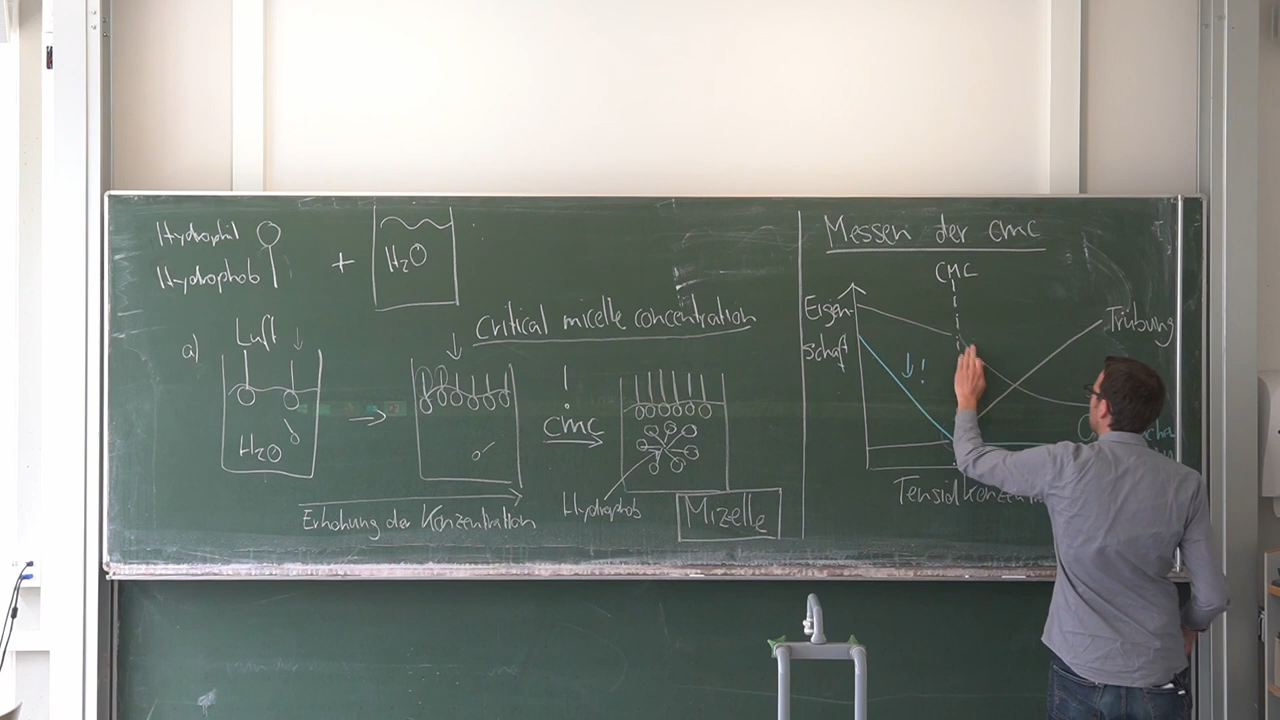 Hydrophil
Hydrophob
+
H₂O
a)
Luft
H₂O
Erhöhung der Konzentration
Critical micelle concentration
!
cmc
Hydrophob
Mizelle
Messen der cmc
CMC
Eigen-
schaft
!
Trübung